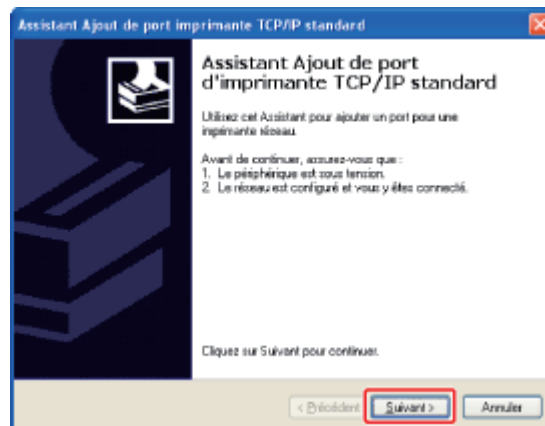 Assistant Ajout de port imprimante TCP/IP standard
Assistant Ajout de port
d'imprimante TCP/IP standard
Utilisez cet Assistant pour ajouter un port pour une
imprimante réseau.
Avant de continuer, assurez-vous que :
1. Le périphérique est sous tension.
2. Le réseau est configuré et vous y êtes connecté.
Cliquez sur Suivant pour continuer.
< Précédent
Suivant >
Annuler